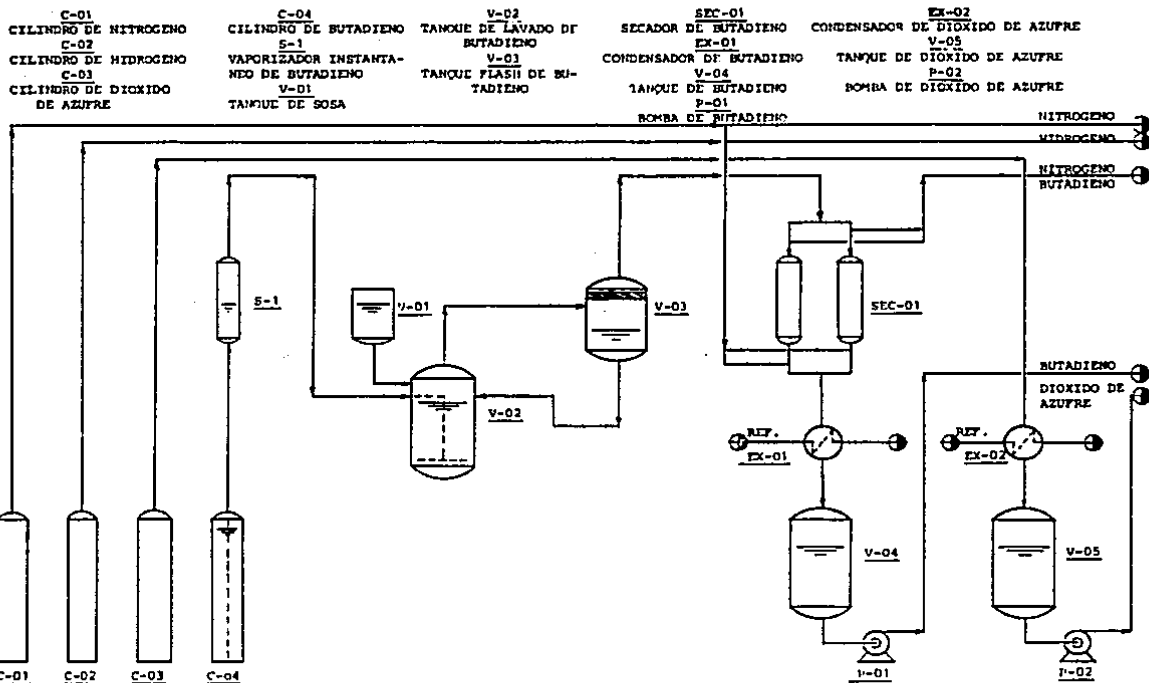 C-01
CILINDRO DE NITROGENO
C-02
CILINDRO DE HIDROGENO
C-03
CILINDRO DE DIOXIDO
DE AZUFRE
C-04
CILINDRO DE BUTADIENO
S-1
VAPORIZADOR INSTANTA-
NEO DE BUTADIENO
V-01
TANQUE DE SOSA
V-02
TANQUE DE LAVADO DE
BUTADIENO
V-03
TANQUE FLASH DE BU-
TADIENO
SEC-01
SECADOR DE BUTADIENO
EX-01
CONDENSADOR DE BUTADIENO
V-04
TANQUE DE BUTADIENO
P-01
BOMBA DE BUTADIENO
EX-02
CONDENSADOR DE DIOXIDO DE AZUFRE
V-05
TANQUE DE DIOXIDO DE AZUFRE
P-02
BOMBA DE DIOXIDO DE AZUFRE
NITROGENO
HIDROGENO
NITROGENO
BUTADIENO
S-1
V-01
V-03
SEC-01
V-02
BUTADIENO
DIOXIDO DE
AZUFRE
REF.
EX-01
REF.
EX-02
V-04
V-05
C-01
C-02
C-03
C-04
P-01
P-02